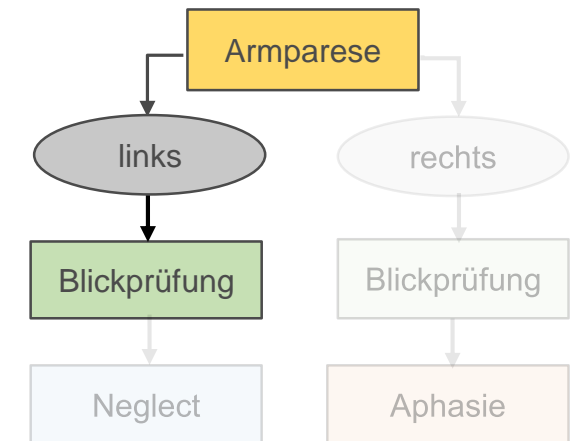 Armparese
links
rechts
Blickprüfung
Blickprüfung
Neglect
Aphasie